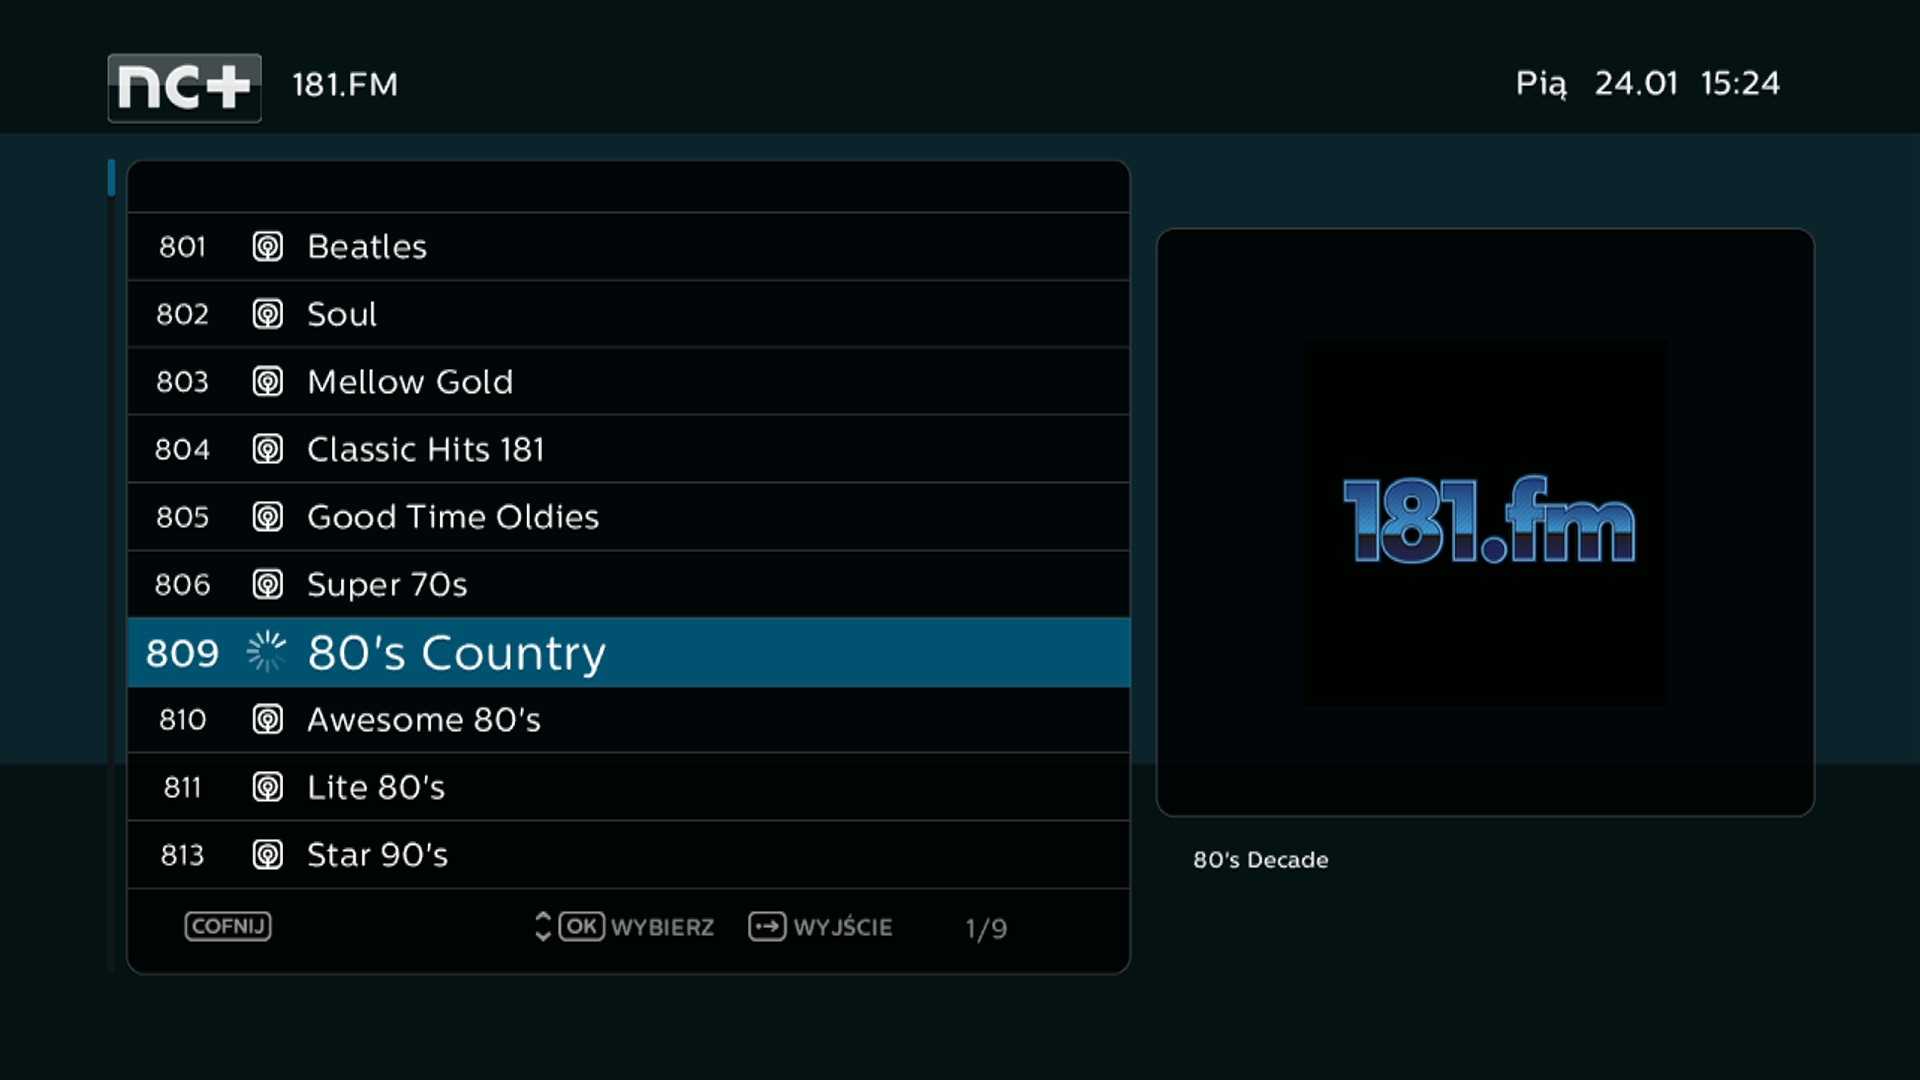 nc+ 181.FM Pią 24.01 15:24
801 Beatles
802 Soul
803 Mellow Gold
804 Classic Hits 181
805 Good Time Oldies
806 Super 70s
809 80's Country
810 Awesome 80's
811 Lite 80's
813 Star 90's
COFNIJ OK WYBIERZ WYJŚCIE 1/9
181.fm
80's Decade